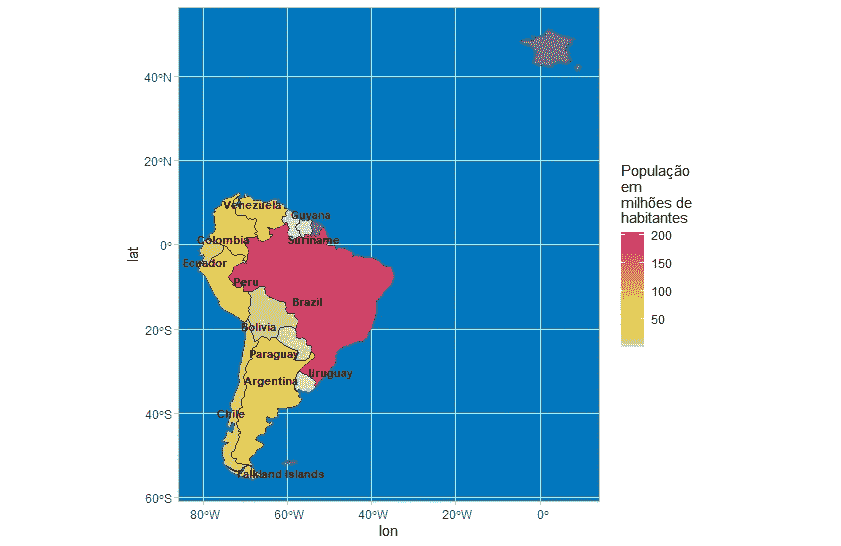 40°N
20°N
0°
20°S
40°S
60°S
80°W
60°W
40°W
20°W
0°
lon
lat
Venezuela
Guyana
Colombia
Suriname
Ecuador
Peru
Brazil
Bolivia
Paraguay
Uruguay
Argentina
Chile
Falkland Islands
População
em
milhões de
habitantes
200
150
100
50